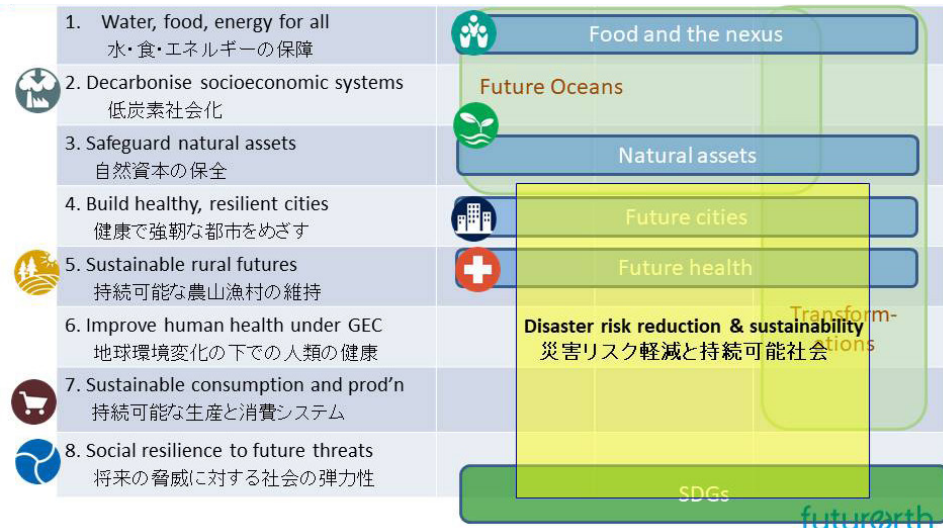 1. Water, food, energy for all
水・食・エネルギーの保障
2. Decarbonise socioeconomic systems
低炭素社会化
3. Safeguard natural assets
自然資本の保全
4. Build healthy, resilient cities
健康で強靭な都市をめざす
5. Sustainable rural futures
持続可能な農山漁村の維持
6. Improve human health under GEC
地球環境変化の下での人類の健康
7. Sustainable consumption and prod'n
持続可能な生産と消費システム
8. Social resilience to future threats
将来の脅威に対する社会の弾力性
Food and the nexus
Future Oceans
Natural assets
Future cities
Future health
Transform-
ations
Disaster risk reduction & sustainability
災害リスク軽減と持続可能社会
SDGs
futurearth